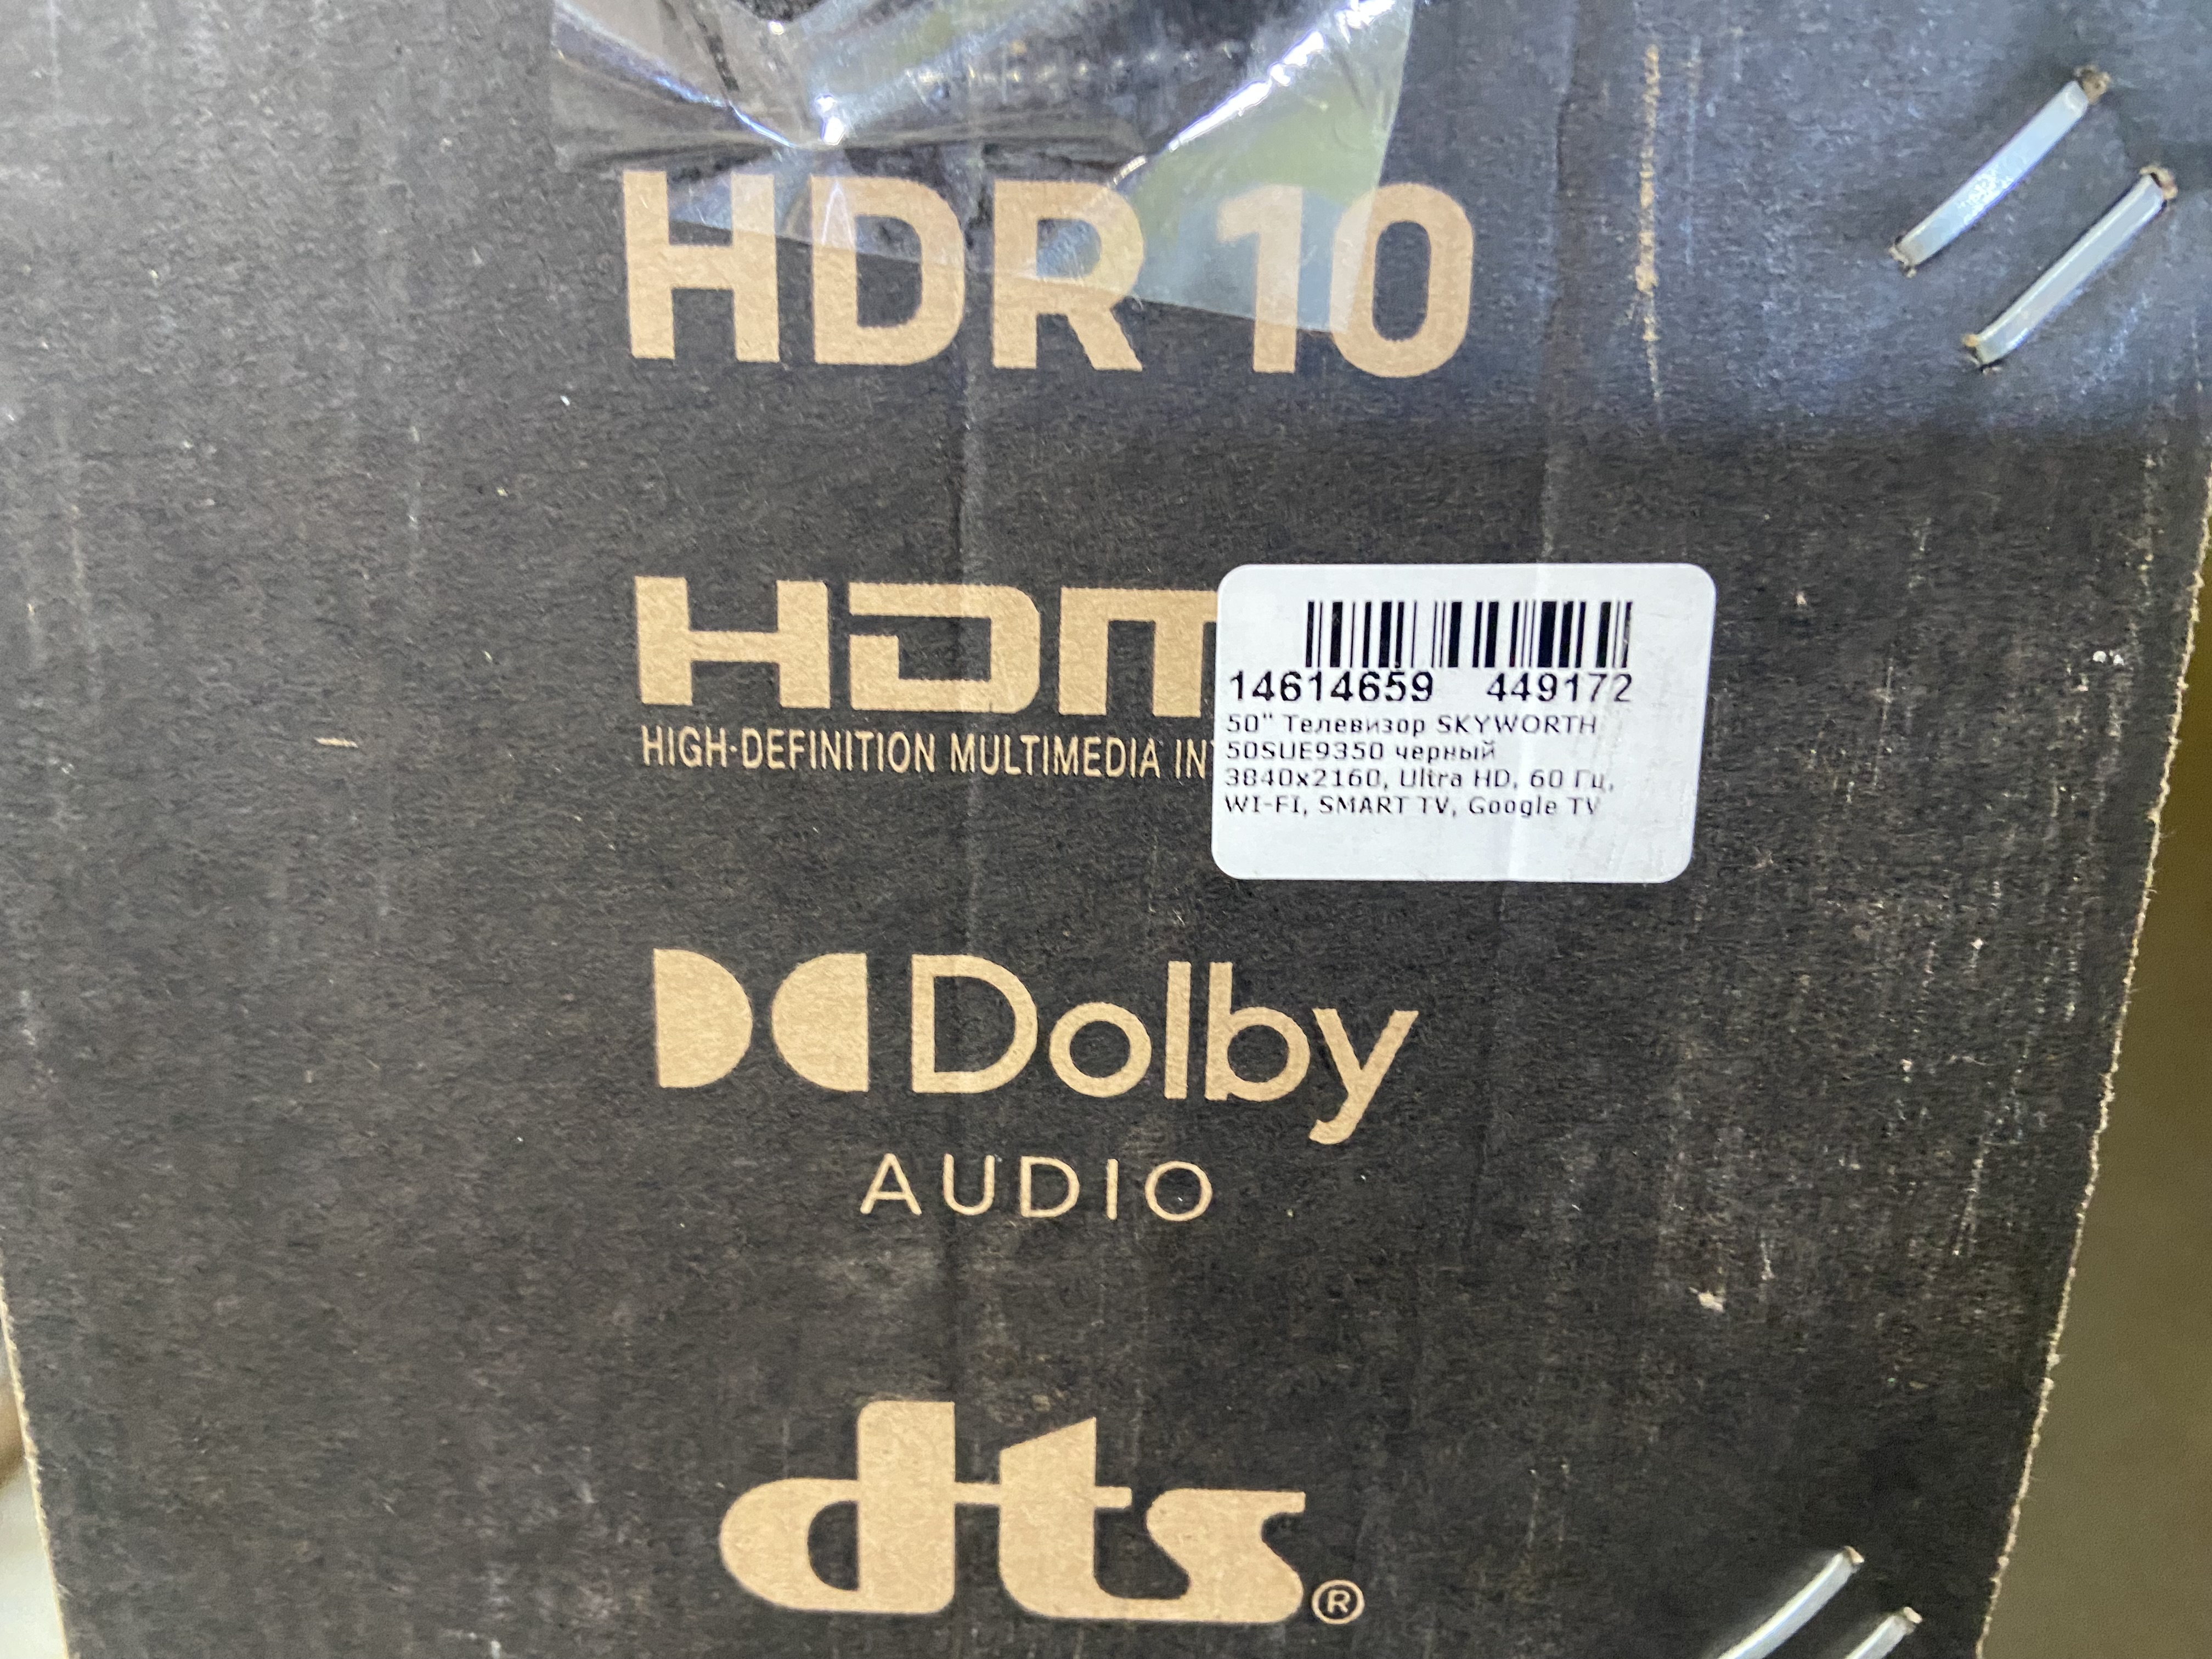 HDR 10
HDM
HIGH-DEFINITION MULTIMEDIA IN
14614659 449172
50" Телевизор SKYWORTH
50SUE9350 черный
3840x2160, Ultra HD, 60 Гц,
WI-FI, SMART TV, Google TV
Dolby
AUDIO
dts®